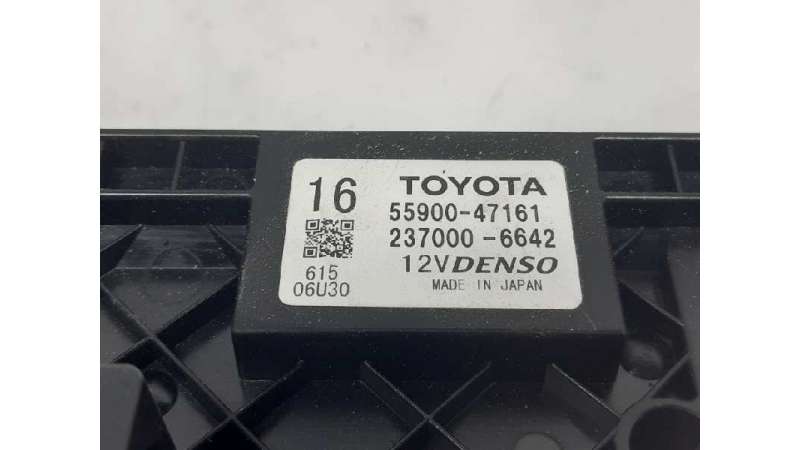 16
TOYOTA
55900-47161
237000-6642
12V DENSO
MADE IN JAPAN
615
06U30